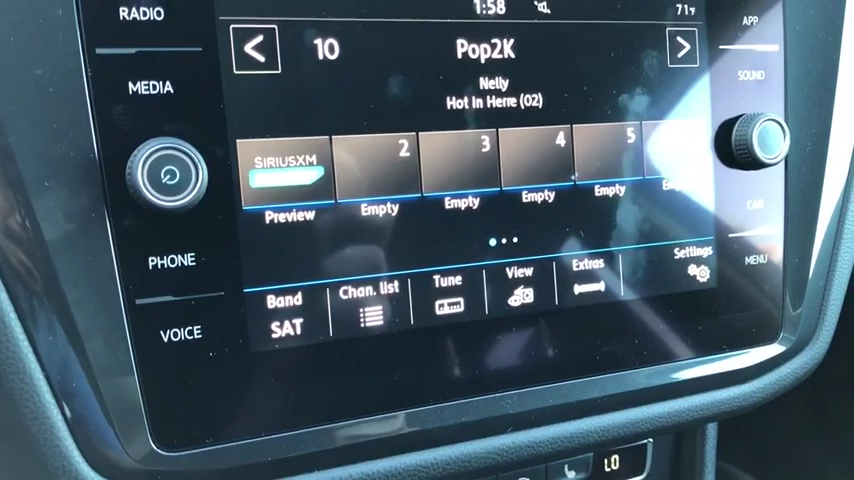 RADIO
MEDIA
PHONE
VOICE
1:58
71°F
10
Pop2K
Nelly
Hot In Herre (02)
SIRIUSXM
2
3
4
5
Preview
Empty
Empty
Empty
Empty
Band
SAT
Chan. list
Tune
View
Extras
Settings
APP
SOUND
CAR
MENU
LO